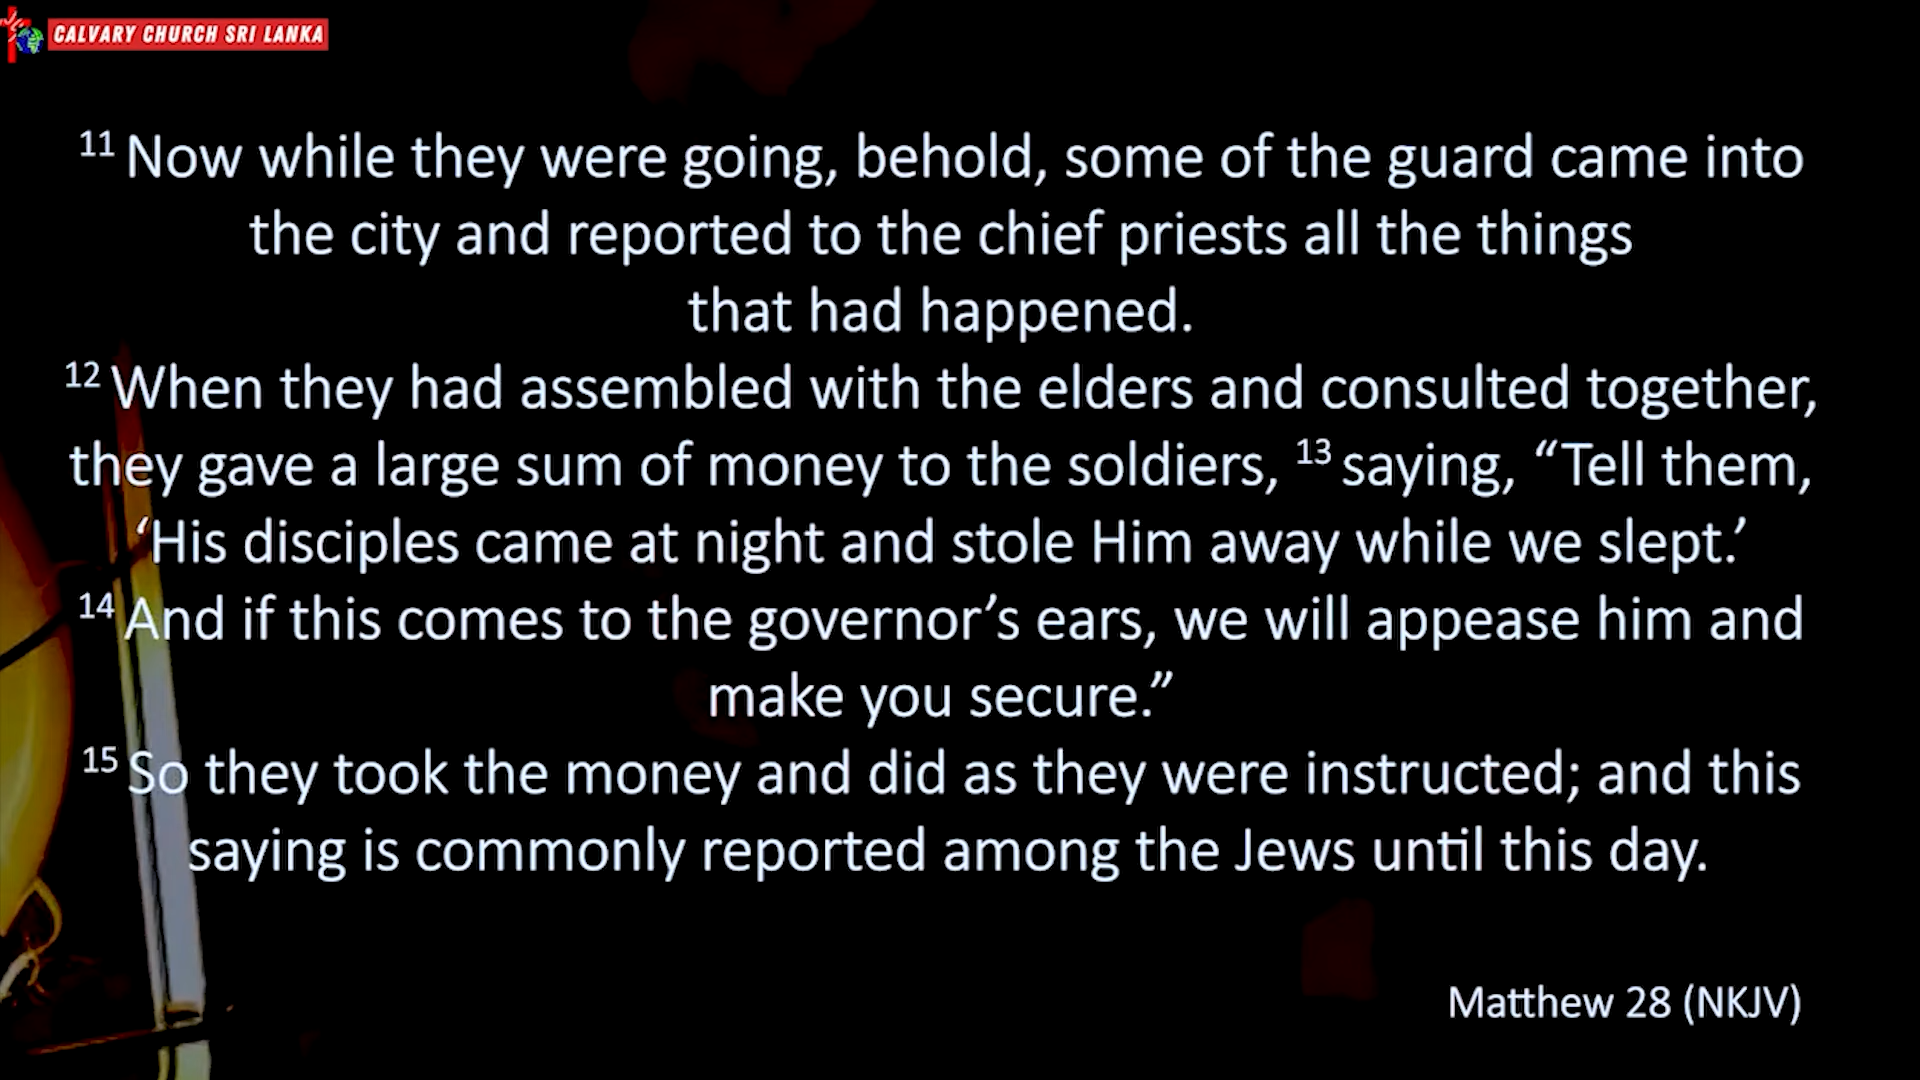 CALVARY CHURCH SRI LANKA
11 Now while they were going, behold, some of the guard came into
the city and reported to the chief priests all the things
that had happened.
12 When they had assembled with the elders and consulted together,
they gave a large sum of money to the soldiers, 13 saying, “Tell them,
‘His disciples came at night and stole Him away while we slept.’
14 And if this comes to the governor’s ears, we will appease him and
make you secure.”
15 So they took the money and did as they were instructed; and this
saying is commonly reported among the Jews until this day.
Matthew 28 (NKJV)